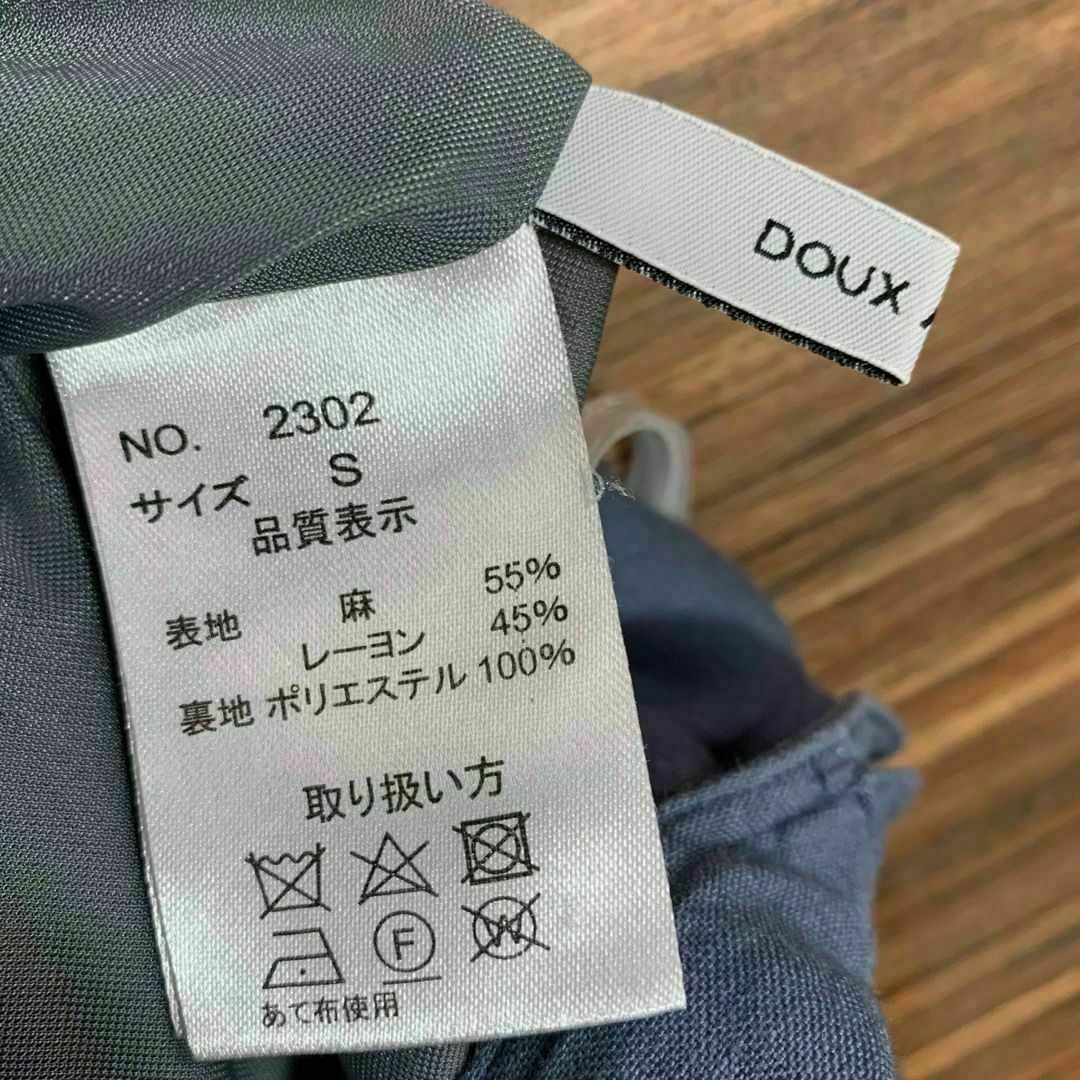 DOUX
NO. 2302
サイズ S
品質表示
表地 麻 55%
レーヨン 45%
裏地 ポリエステル 100%
取り扱い方
F W
あて布使用